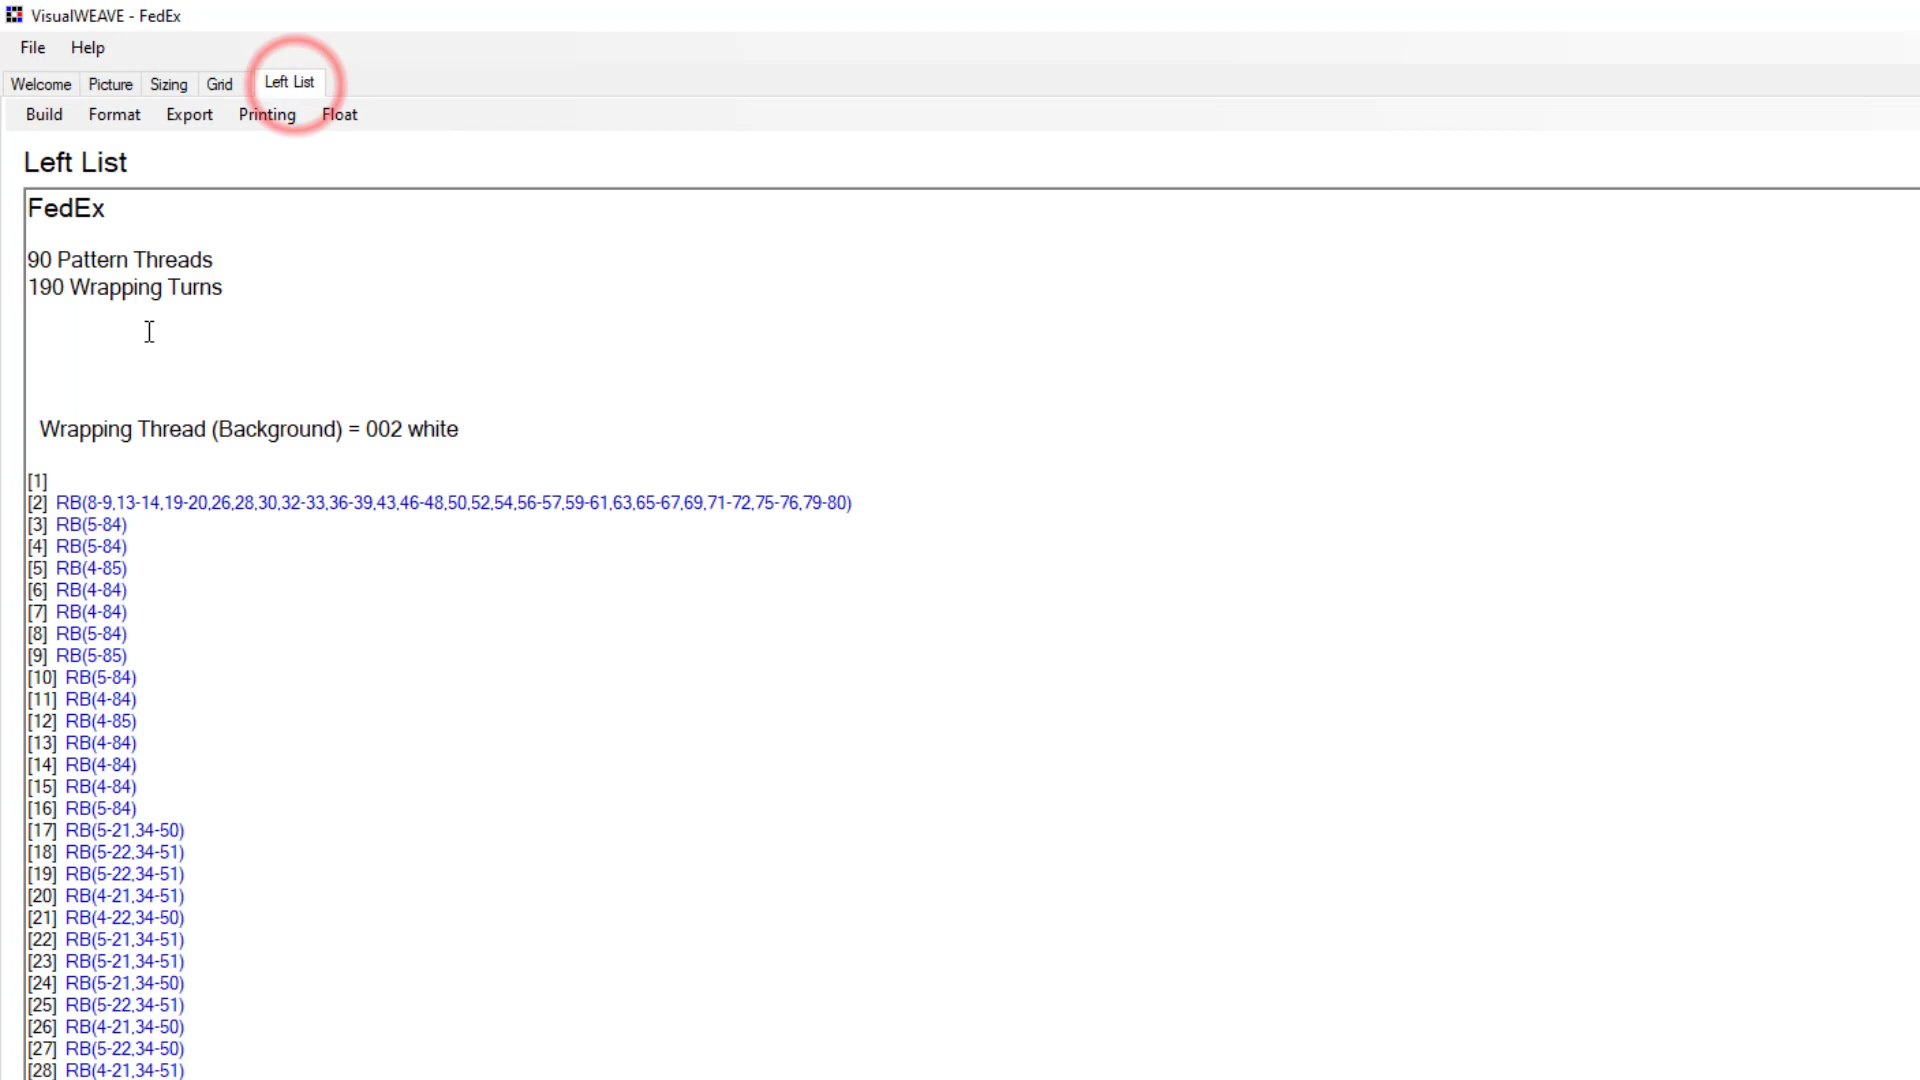 VisualWEAVE - FedEx
File Help
Welcome Picture Sizing Grid Left List
Build Format Export Printing Float
Left List
FedEx
90 Pattern Threads
190 Wrapping Turns
Wrapping Thread (Background) = 002 white
[1]
[2] RB(8-9,13-14,19-20,26,28,30,32-33,36-39,43,46-48,50,52,54,56-57,59-61,63,65-67,69,71-72,75-76,79-80)
[3] RB(5-84)
[4] RB(5-84)
[5] RB(4-85)
[6] RB(4-84)
[7] RB(4-84)
[8] RB(5-84)
[9] RB(5-85)
[10] RB(5-84)
[11] RB(4-84)
[12] RB(4-85)
[13] RB(4-84)
[14] RB(4-84)
[15] RB(4-84)
[16] RB(5-84)
[17] RB(5-21,34-50)
[18] RB(5-22,34-51)
[19] RB(5-22,34-51)
[20] RB(4-21,34-51)
[21] RB(4-22,34-50)
[22] RB(5-21,34-51)
[23] RB(5-21,34-51)
[24] RB(5-21,34-50)
[25] RB(5-22,34-51)
[26] RB(4-21,34-50)
[27] RB(5-22,34-50)
[28] RB(4-21,34-51)